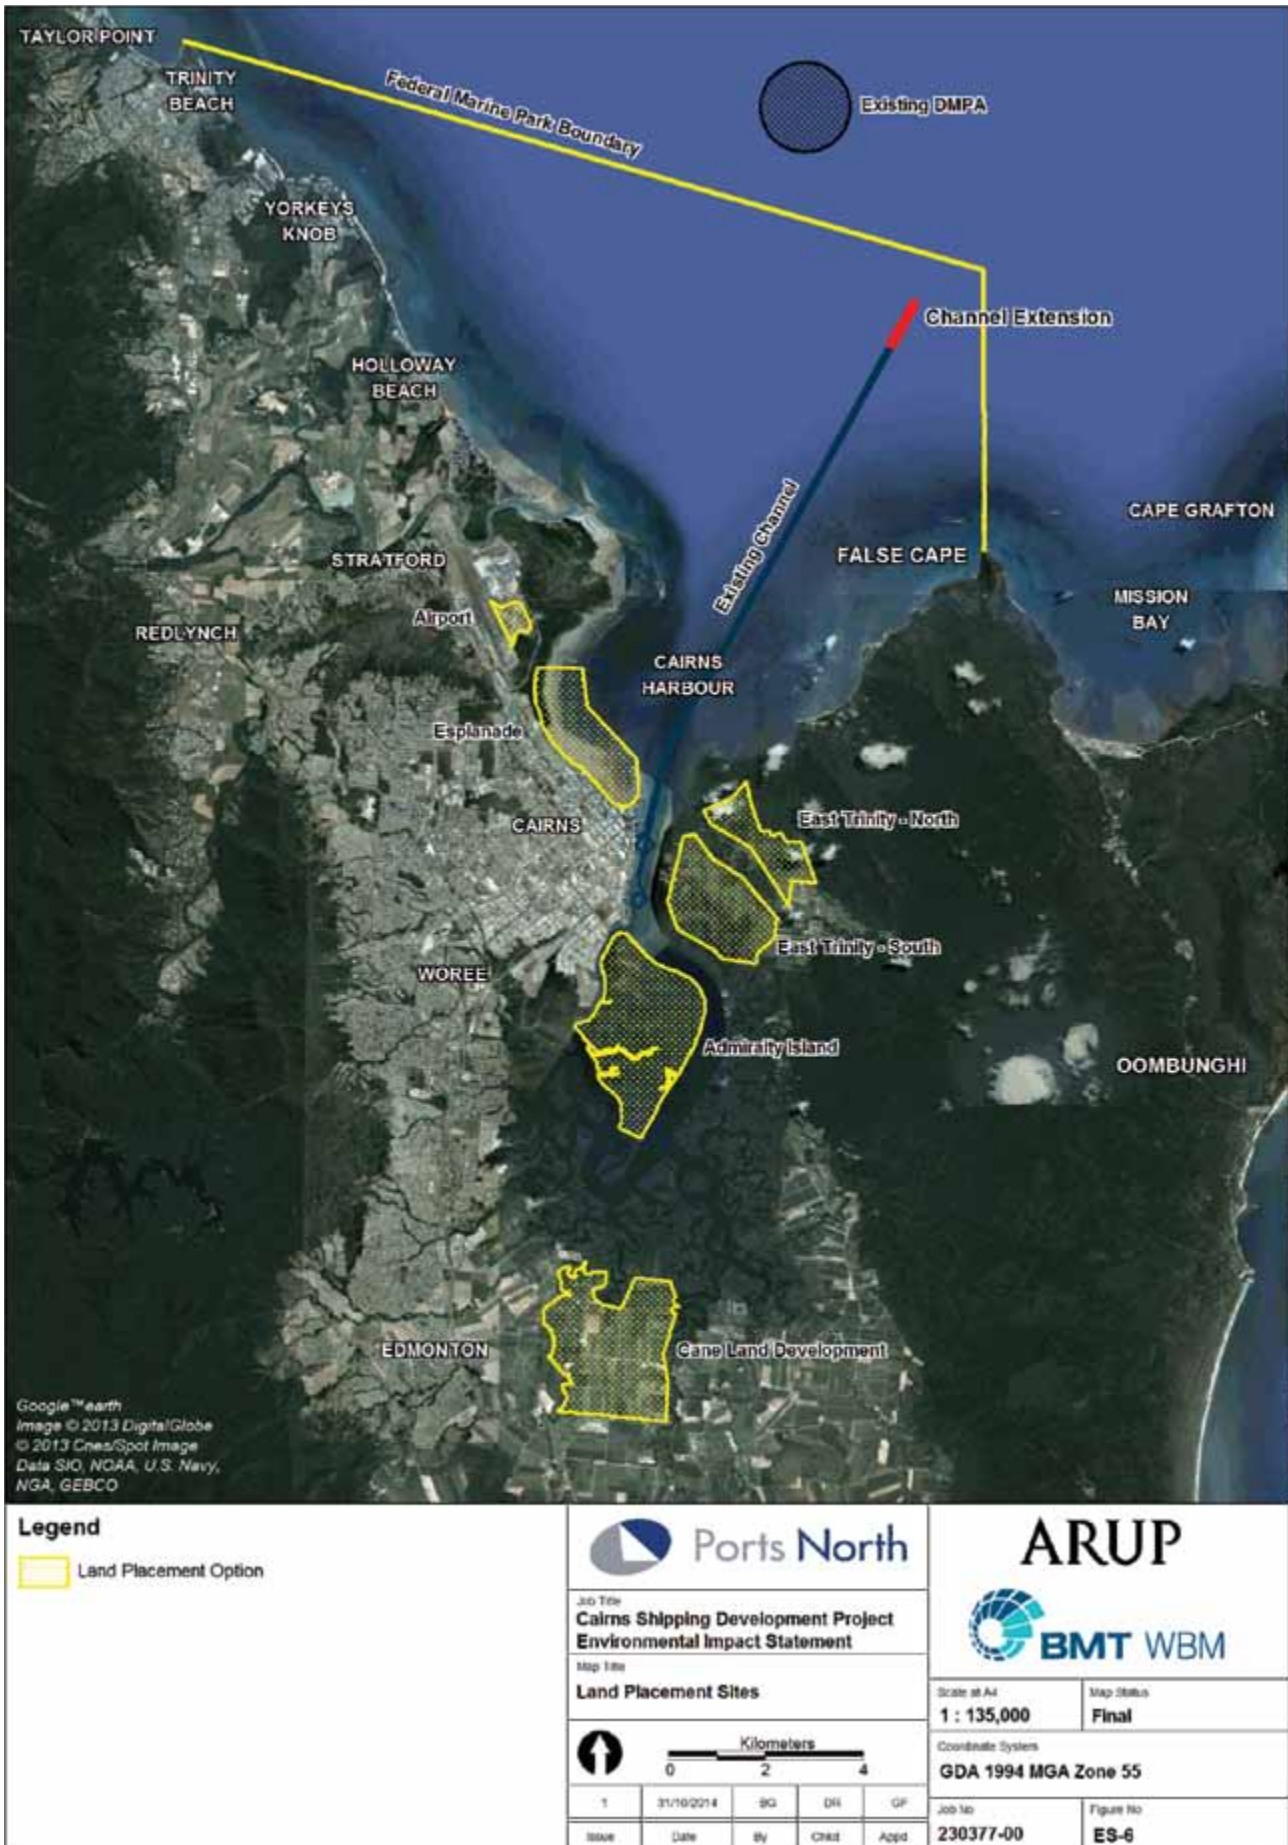 TAYLOR POINT
TRINITY
BEACH
Federal Marine Park Boundary
Existing DMPA
YORKEYS
KNOB
Channel Extension
HOLLOWAY
BEACH
Existing Channel
CAPE GRAFTON
FALSE CAPE
STRATFORD
MISSION
BAY
Airport
REDLYNCH
CAIRNS
HARBOUR
Esplanade
CAIRNS
East Trinity - North
East Trinity - South
WOREE
Admiralty Island
OOMBUNGHI
EDMONTON
Cane Land Development
Google™earth
Image © 2013 DigitalGlobe
© 2013 Cnes/Spot Image
Data SIO, NOAA, U.S. Navy,
NGA, GEBCO
Legend
Land Placement Option
Ports North
Job Title
Cairns Shipping Development Project
Environmental Impact Statement
Map Title
Land Placement Sites
Kilometers
0 2 4
1 31/10/2014 BG DR GF
Issue Date By Chkd Appd
ARUP
BMT WBM
Scale at A4
1 : 135,000
Map Status
Final
Coordinate System
GDA 1994 MGA Zone 55
Job No
230377-00
Figure No
ES-6